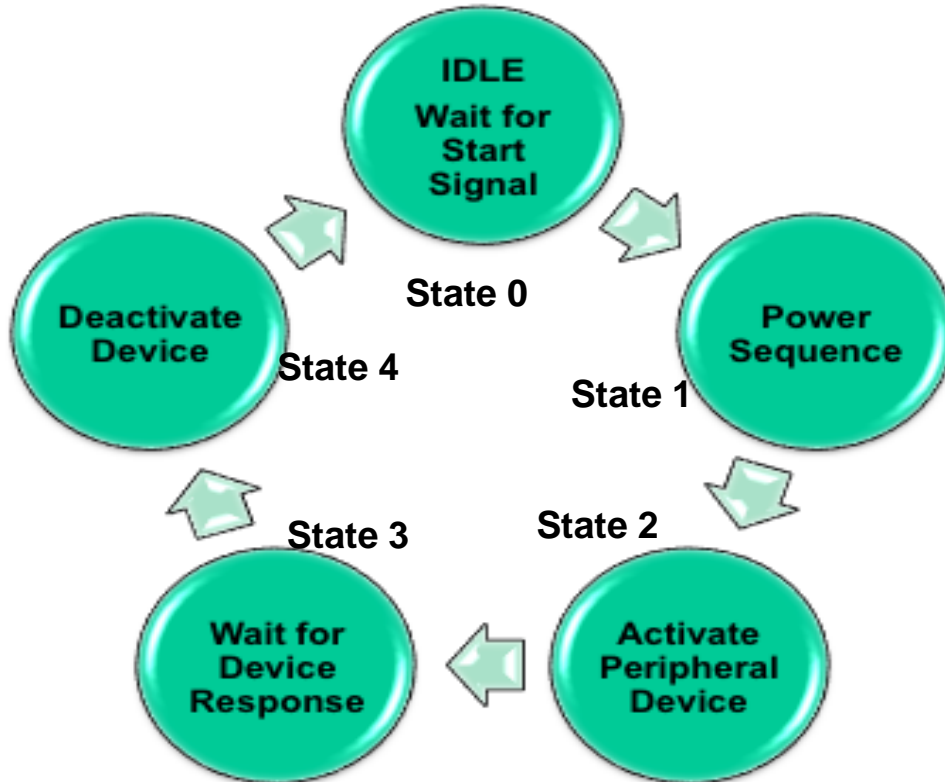 IDLE
Wait for
Start
Signal
State 0
Power
Sequence
State 1
Activate
Peripheral
Device
State 2
Wait for
Device
Response
State 3
Deactivate
Device
State 4